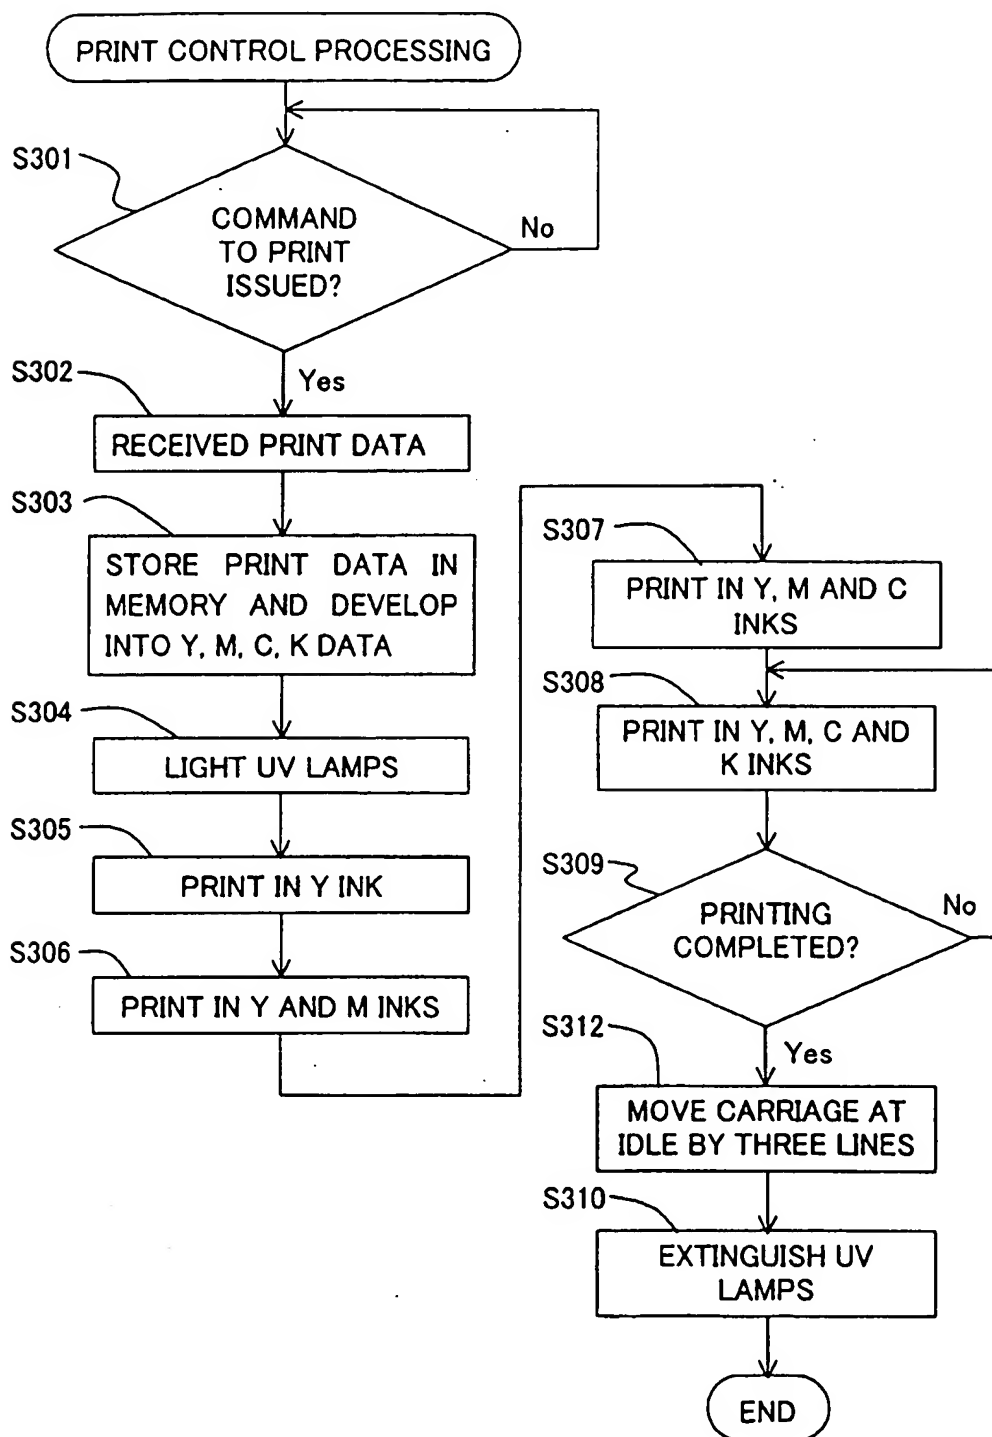 PRINT CONTROL PROCESSING
S301
COMMAND
TO PRINT
ISSUED?
No
Yes
S302
RECEIVED PRINT DATA
S303
STORE PRINT DATA IN
MEMORY AND DEVELOP
INTO Y, M, C, K DATA
S304
LIGHT UV LAMPS
S305
PRINT IN Y INK
S306
PRINT IN Y AND M INKS
S307
PRINT IN Y, M AND C
INKS
S308
PRINT IN Y, M, C AND
K INKS
S309
PRINTING
COMPLETED?
No
Yes
S312
MOVE CARRIAGE AT
IDLE BY THREE LINES
S310
EXTINGUISH UV
LAMPS
END